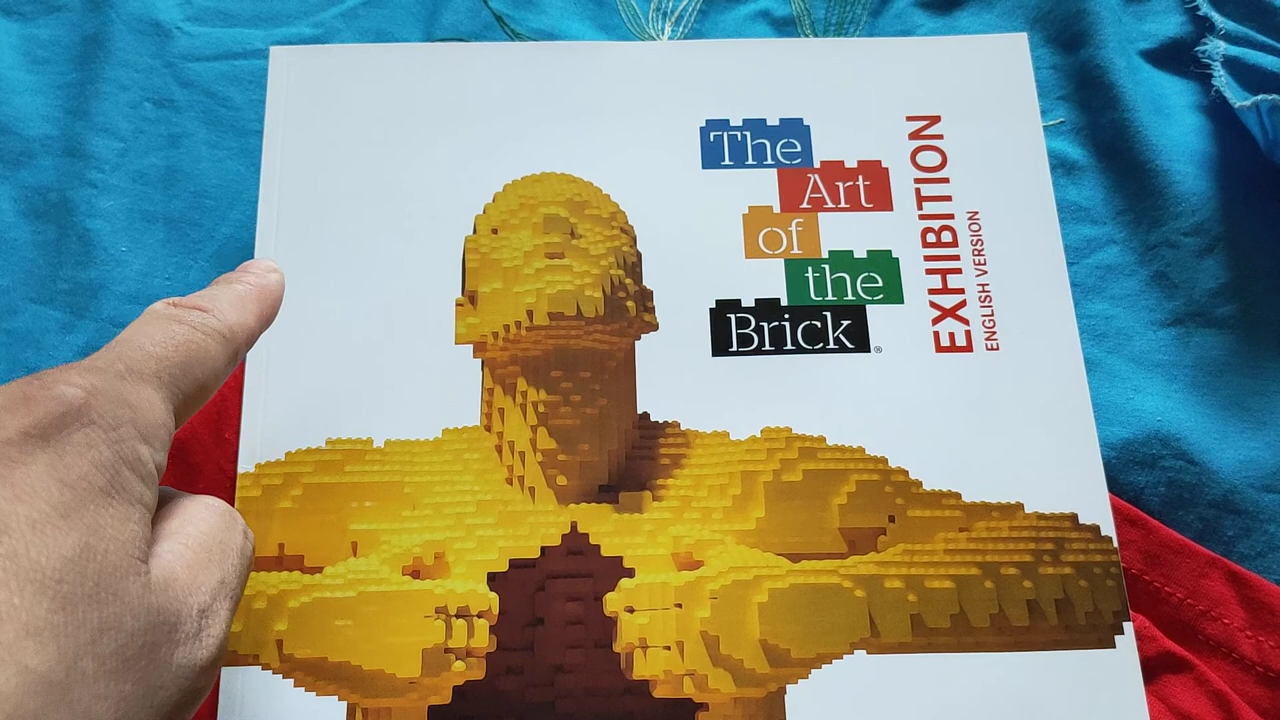 The
Art
of
the
Brick®
EXHIBITION
ENGLISH VERSION